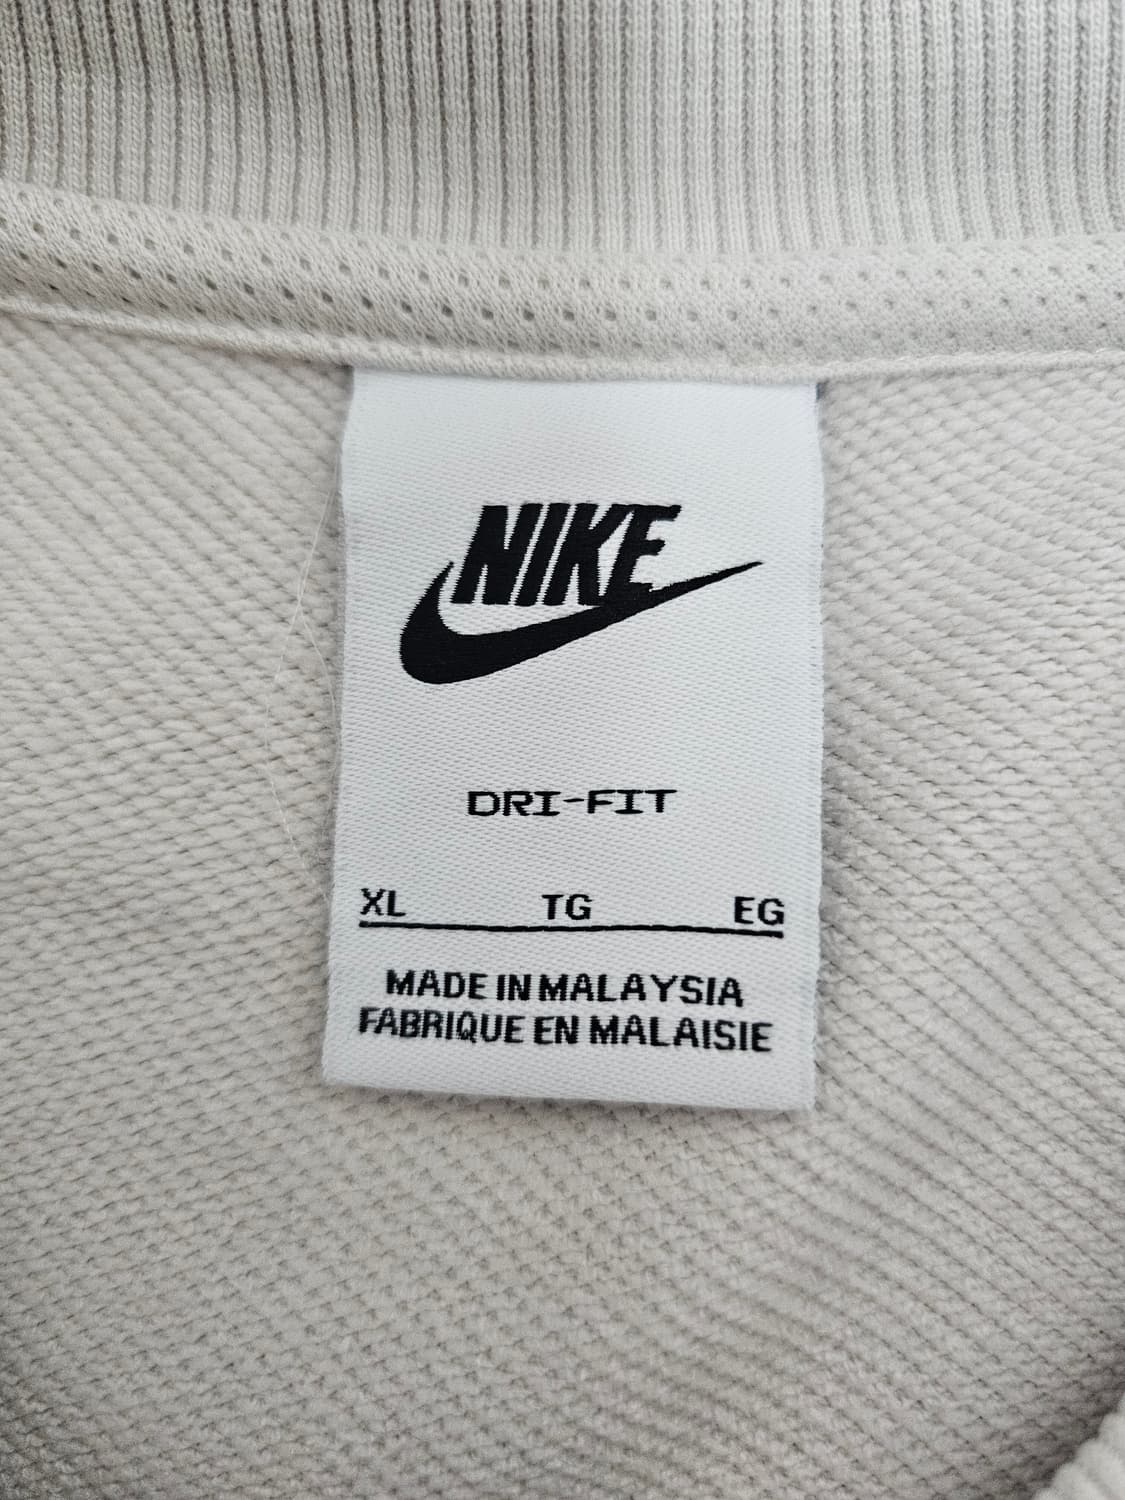 NIKE
DRI-FIT
XL TG EG
MADE IN MALAYSIA
FABRIQUE EN MALAISIE